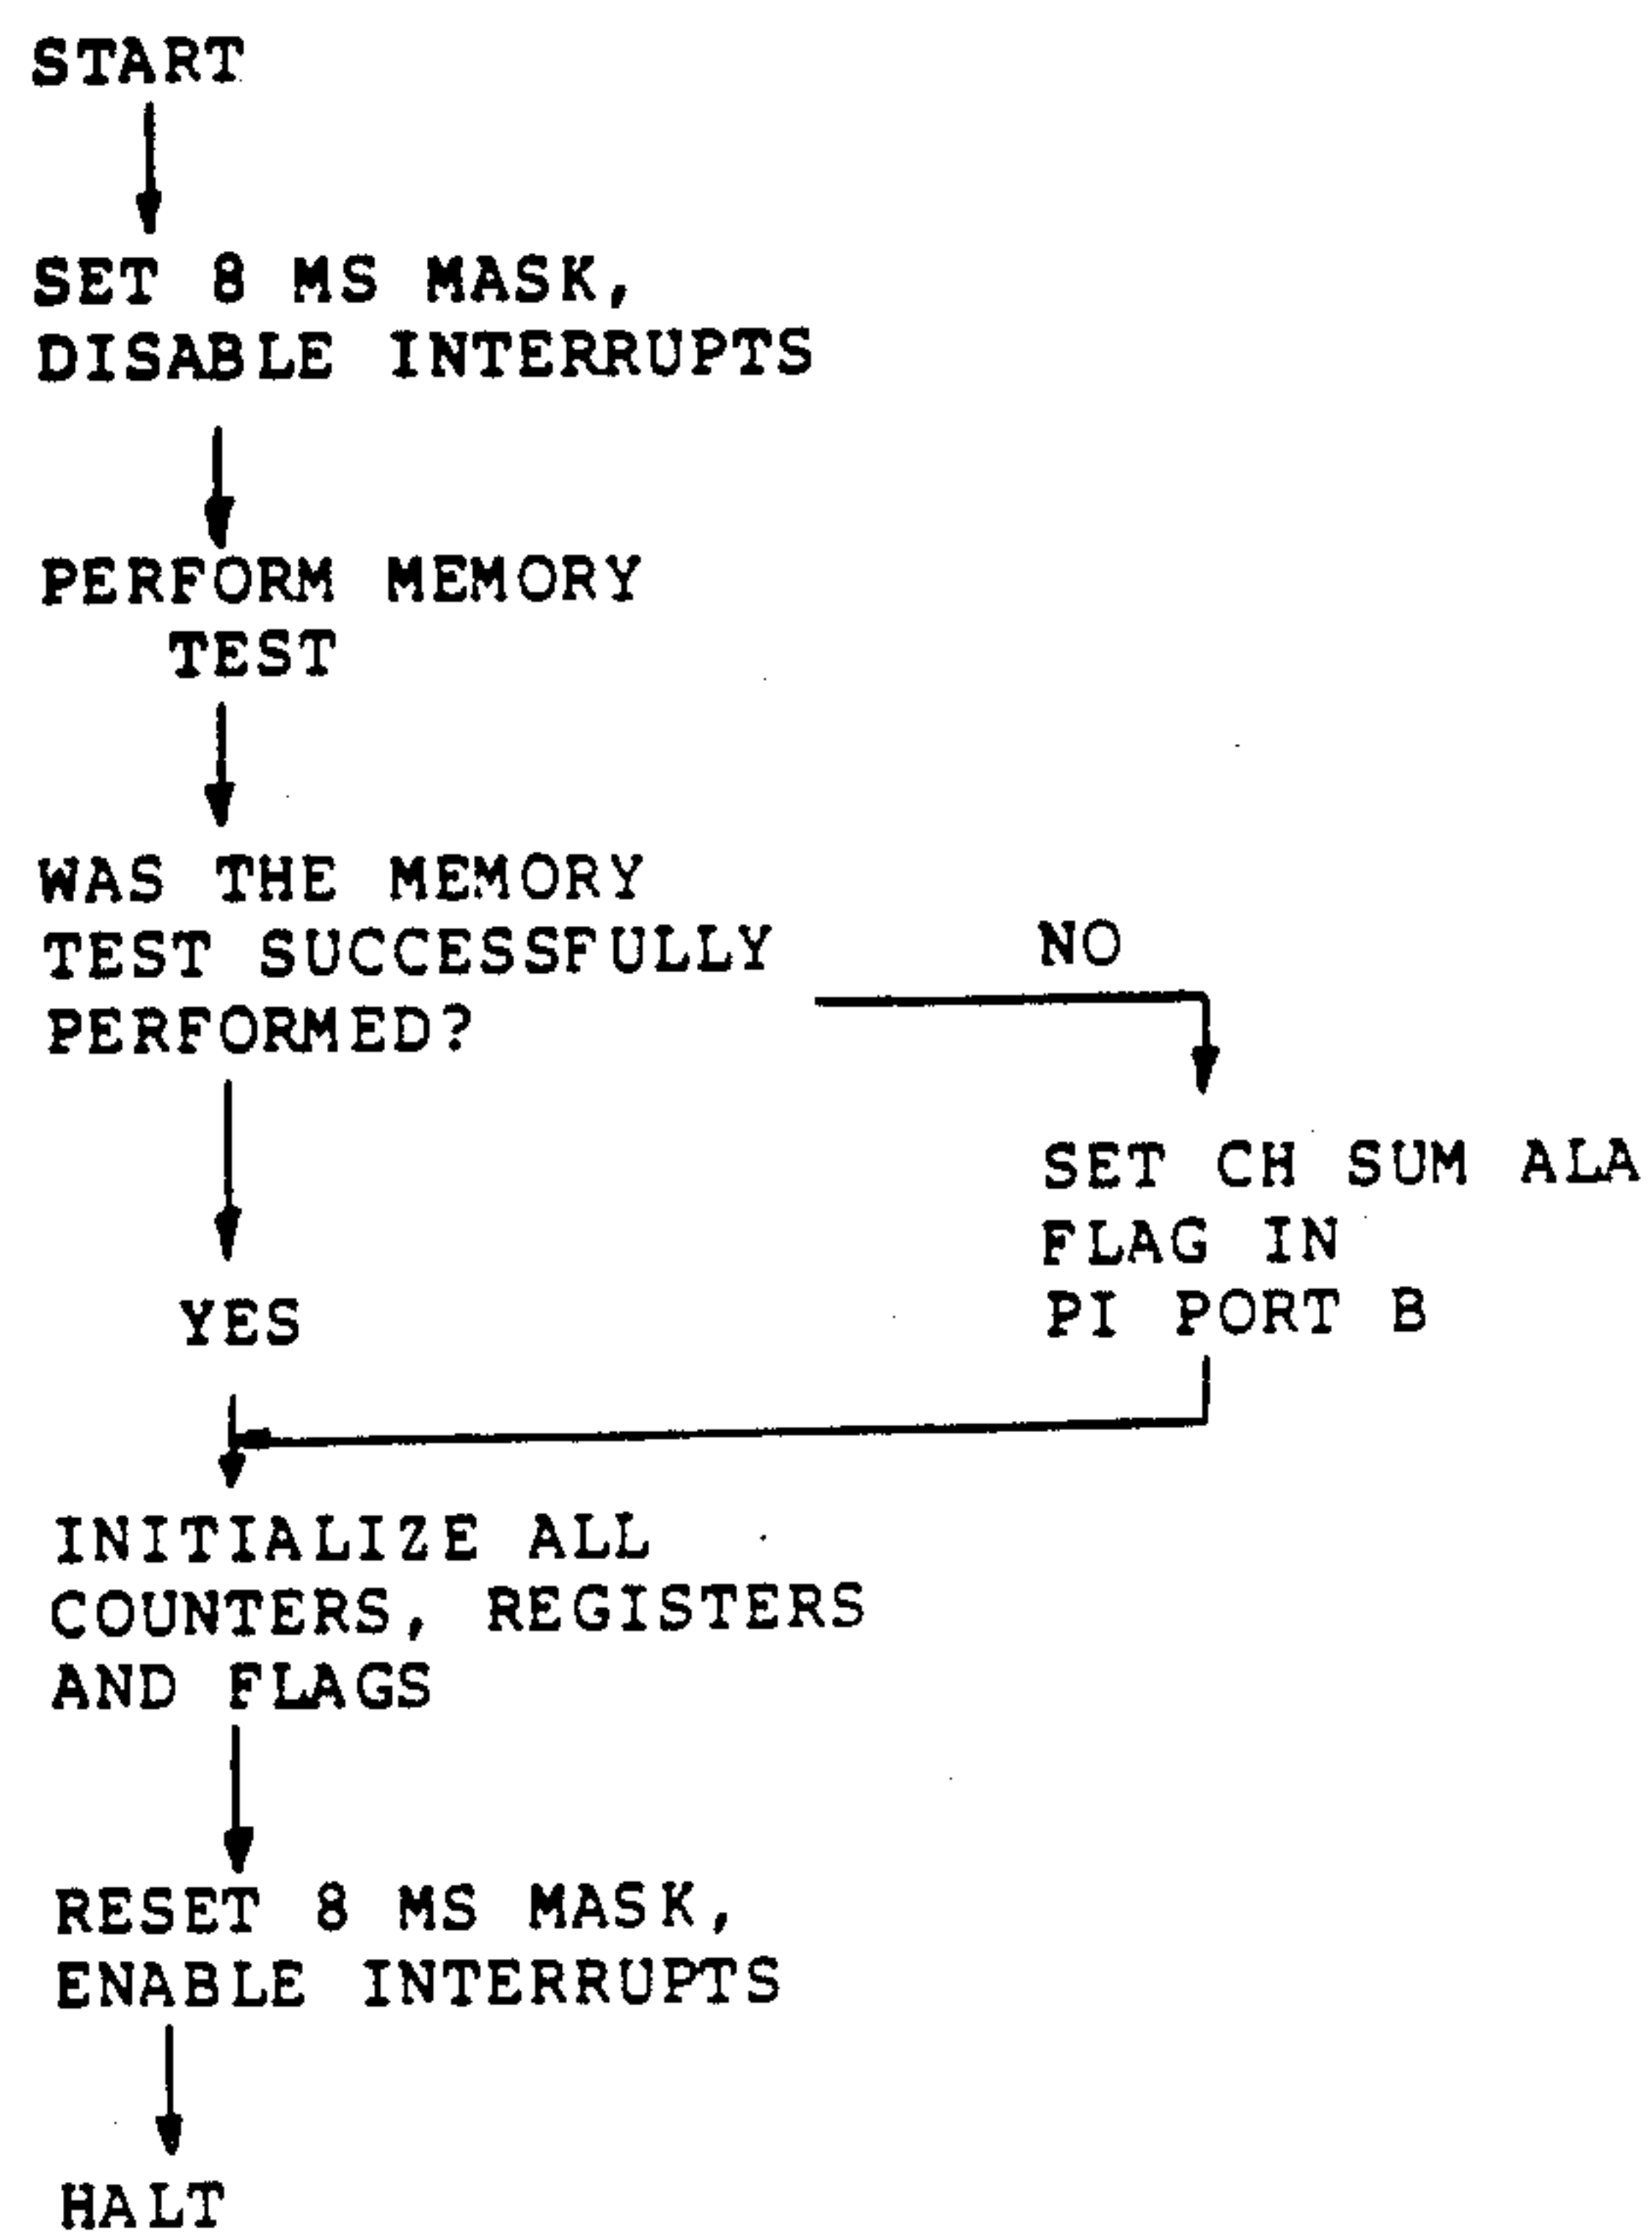 START
SET 8 MS MASK,
DISABLE INTERRUPTS
PERFORM MEMORY
TEST
WAS THE MEMORY
TEST SUCCESSFULLY
PERFORMED?
NO
SET CH SUM ALA
FLAG IN
PI PORT B
YES
INITIALIZE ALL
COUNTERS, REGISTERS
AND FLAGS
RESET 8 MS MASK,
ENABLE INTERRUPTS
HALT